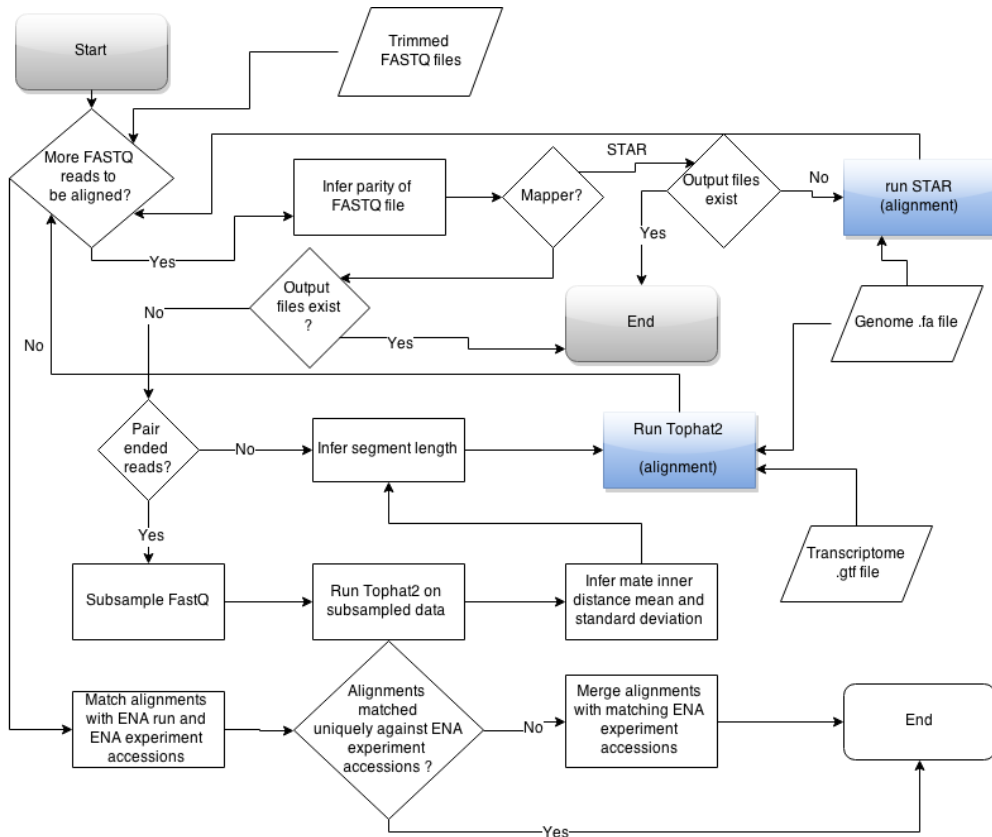 Start
Trimmed
FASTQ files
More FASTQ
reads to
be aligned?
Infer parity of
FASTQ file
Mapper?
STAR
Output files
exist
No
run STAR
(alignment)
Yes
Yes
Output
files exist
?
No
Yes
End
Genome .fa file
No
Pair
ended
reads?
No
Infer segment length
Run Tophat2
(alignment)
Yes
Transcriptome
.gtf file
Subsample FastQ
Run Tophat2 on
subsampled data
Infer mate inner
distance mean and
standard deviation
Match alignments
with ENA run and
ENA experiment
accessions
Alignments
matched
uniquely against ENA
experiment
accessions ?
No
Merge alignments
with matching ENA
experiment
accessions
End
Yes